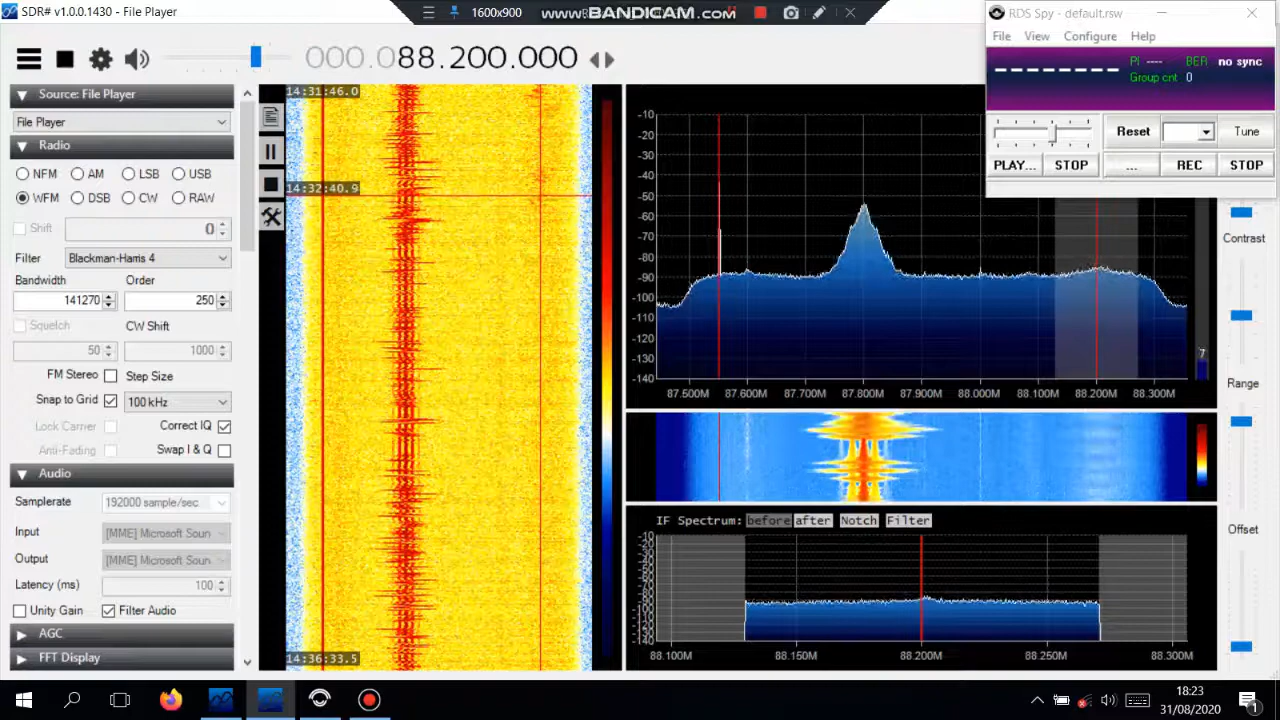 SDR# v1.0.0.1430 - File Player
1600x900
www.BANDICAM.com
RDS Spy - default.rsw
File View Configure Help
PI ----
BER no sync
Group cnt 0
Reset
Tune
PLAY... STOP ... REC STOP
000.088.200.000
Source: File Player
File Player
Radio
NFM AM LSB USB
WFM DSB CW RAW
Shift 0
Filter Blackman-Harris 4
Bandwidth Order
141270 250
Squelch CW Shift
50 1000
FM Stereo Step Size
Snap to Grid 100 kHz
Lock Carrier Correct IQ
Anti-Fading Swap I & Q
Audio
Samplerate 192000 sample/sec
Input [MME] Microsoft Soun
Output [MME] Microsoft Soun
Latency (ms) 100
Unity Gain Filter Audio
AGC
FFT Display
14:31:46.0
14:32:40.9
14:36:33.5
-10
-20
-30
-40
-50
-60
-70
-80
-90
-100
-110
-120
-130
-140
87.500M 87.600M 87.700M 87.800M 87.900M 88.000M 88.100M 88.200M 88.300M
7
Contrast
Range
Offset
IF Spectrum: before after Notch Filter
88.100M 88.150M 88.200M 88.250M 88.300M
18:23
31/08/2020
1